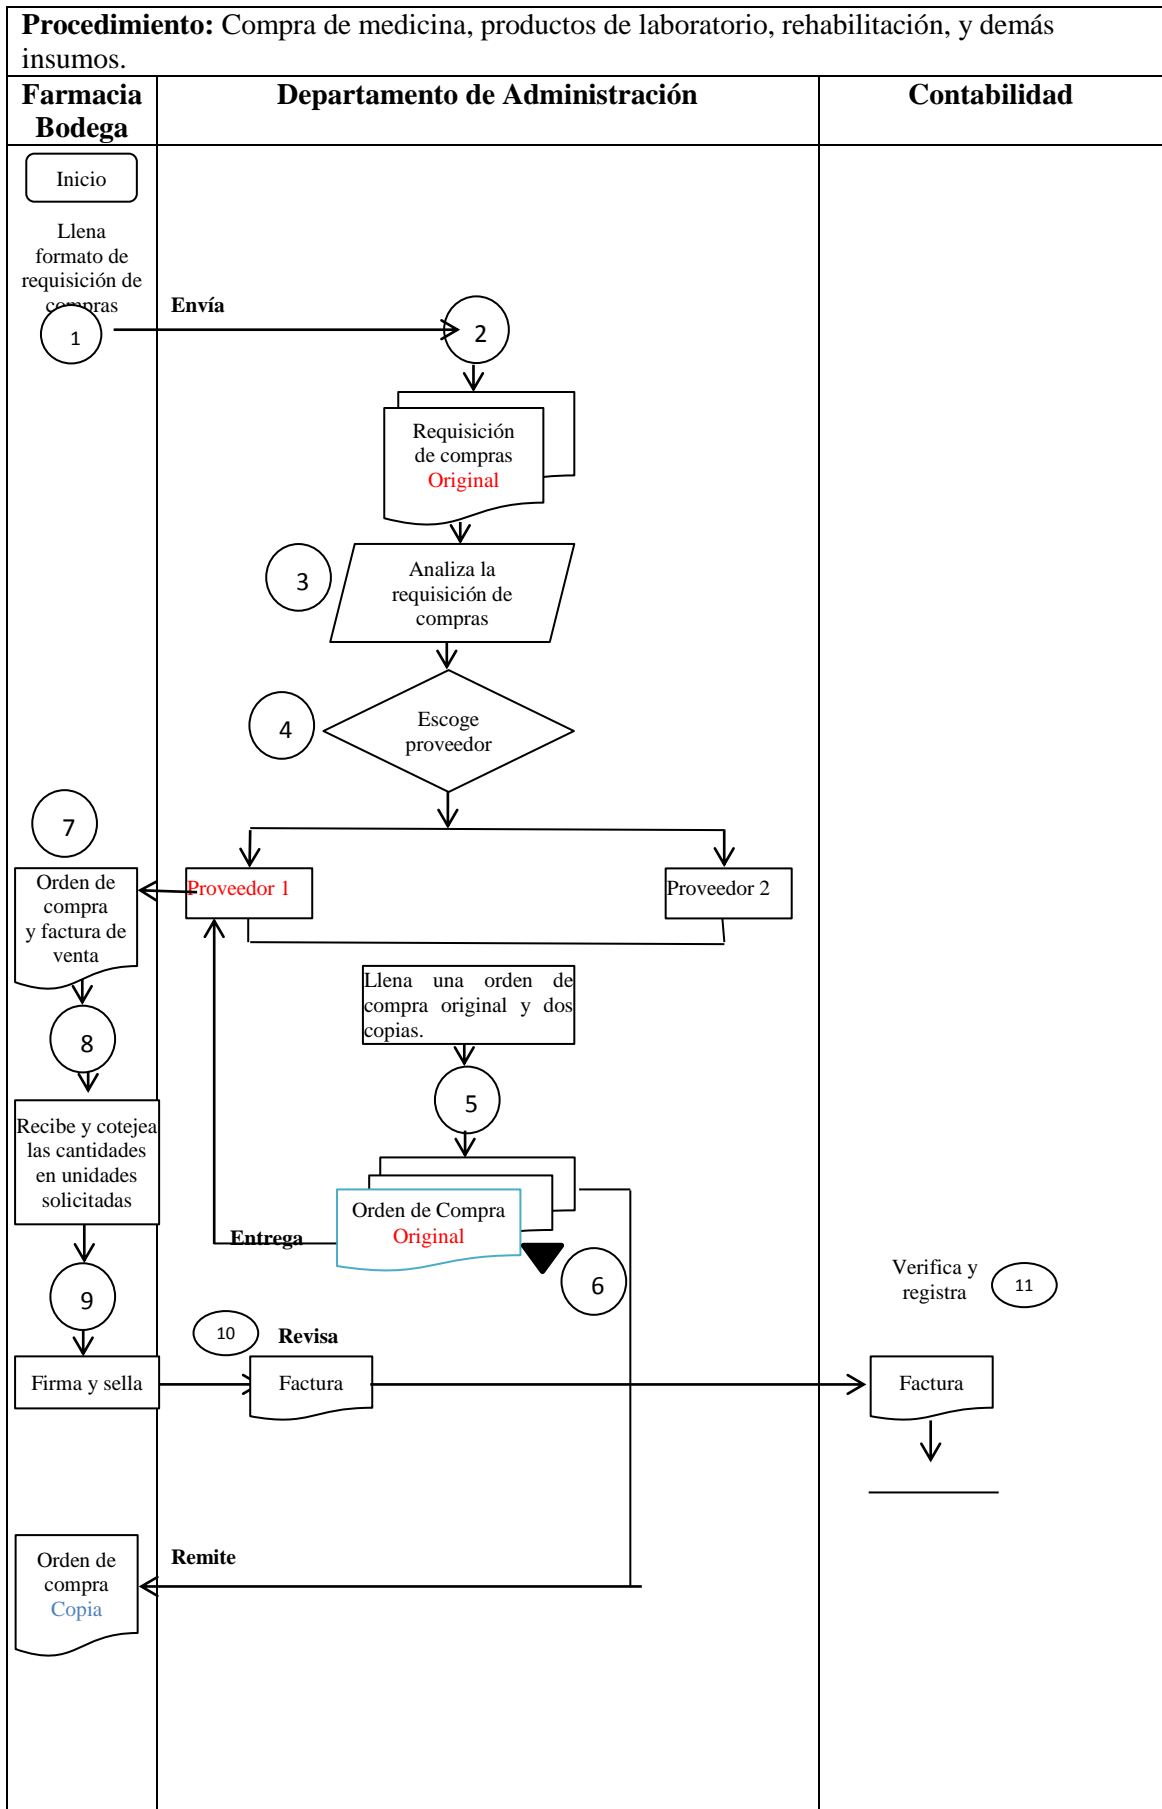 Procedimiento: Compra de medicina, productos de laboratorio, rehabilitación, y demás
insumos.
Farmacia
Bodega
Departamento de Administración
Contabilidad
Inicio
Llena
formato de
requisición de
compras
1
Envía
2
Requisición
de compras
Original
3
Analiza la
requisición de
compras
4
Escoge
proveedor
7
Orden de
compra
y factura de
venta
Proveedor 1
Proveedor 2
Llena una orden de
compra original y dos
copias.
8
5
Recibe y cotejea
las cantidades
en unidades
solicitadas
Orden de Compra
Original
Entrega
6
Verifica y
registra
11
9
10
Revisa
Firma y sella
Factura
Factura
Remite
Orden de
compra
Copia